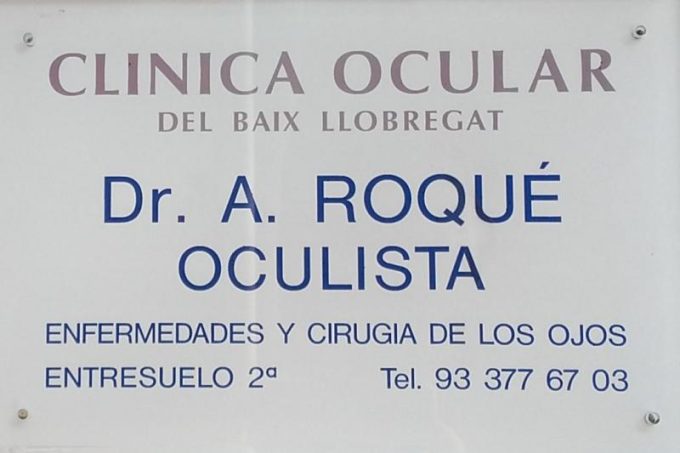 CLINICA OCULAR
DEL BAIX LLOBREGAT
Dr. A. ROQUÉ
OCULISTA
ENFERMEDADES Y CIRUGIA DE LOS OJOS
ENTRESUELO 2ª Tel. 93 377 67 03